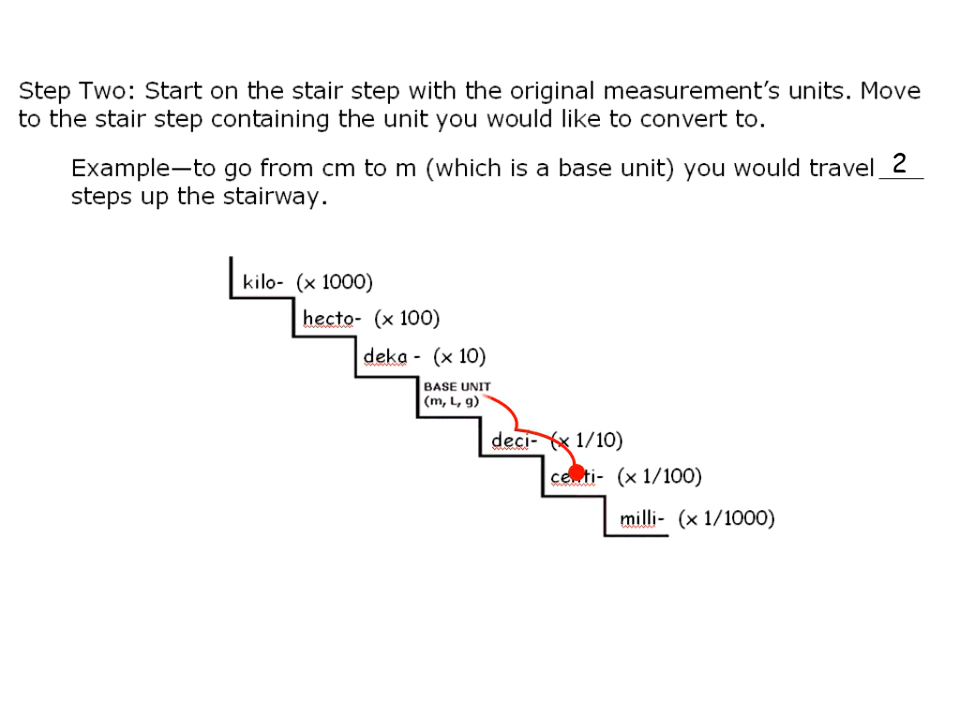 Step Two: Start on the stair step with the original measurement’s units. Move
to the stair step containing the unit you would like to convert to.
Example—to go from cm to m (which is a base unit) you would travel 2
steps up the stairway.
kilo- (x 1000)
hecto- (x 100)
deka - (x 10)
BASE UNIT
(m, L, g)
deci- (x 1/10)
centi- (x 1/100)
milli- (x 1/1000)